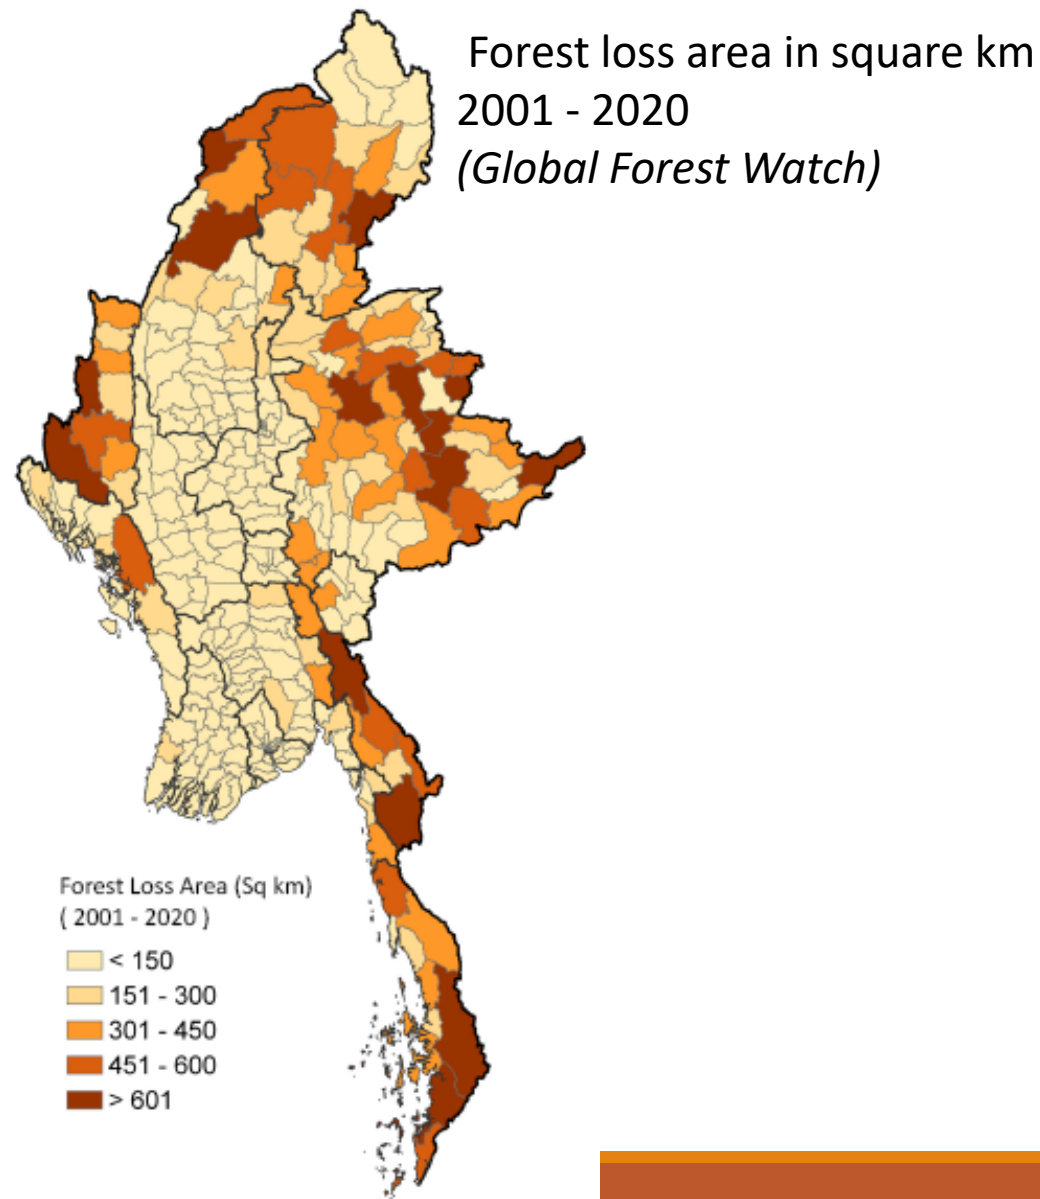 Forest loss area in square km
2001 - 2020
(Global Forest Watch)
Forest Loss Area (Sq km)
( 2001 - 2020 )
< 150
151 - 300
301 - 450
451 - 600
> 601